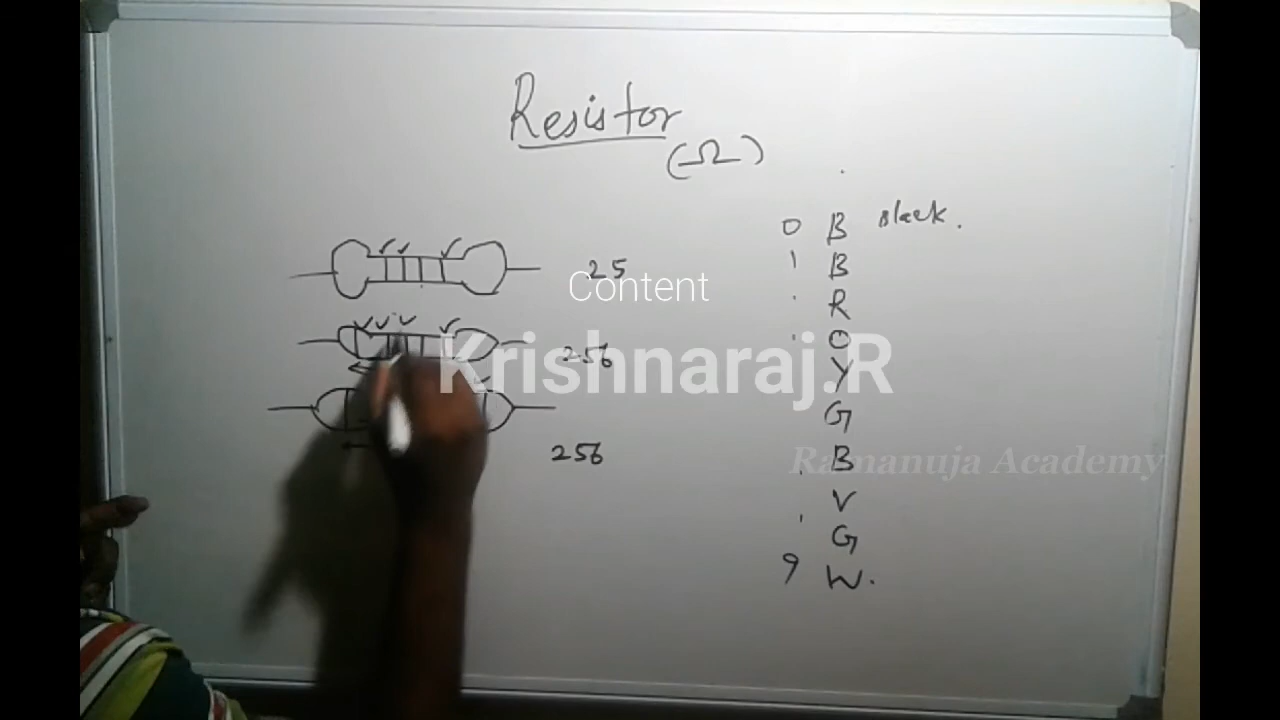 Resistor
(Ω)
0 B Black.
1 B
R
O
Y
G
B
V
G
9 W.
25
256
256
Content
Krishnaraj.R
Ramanuja Academy